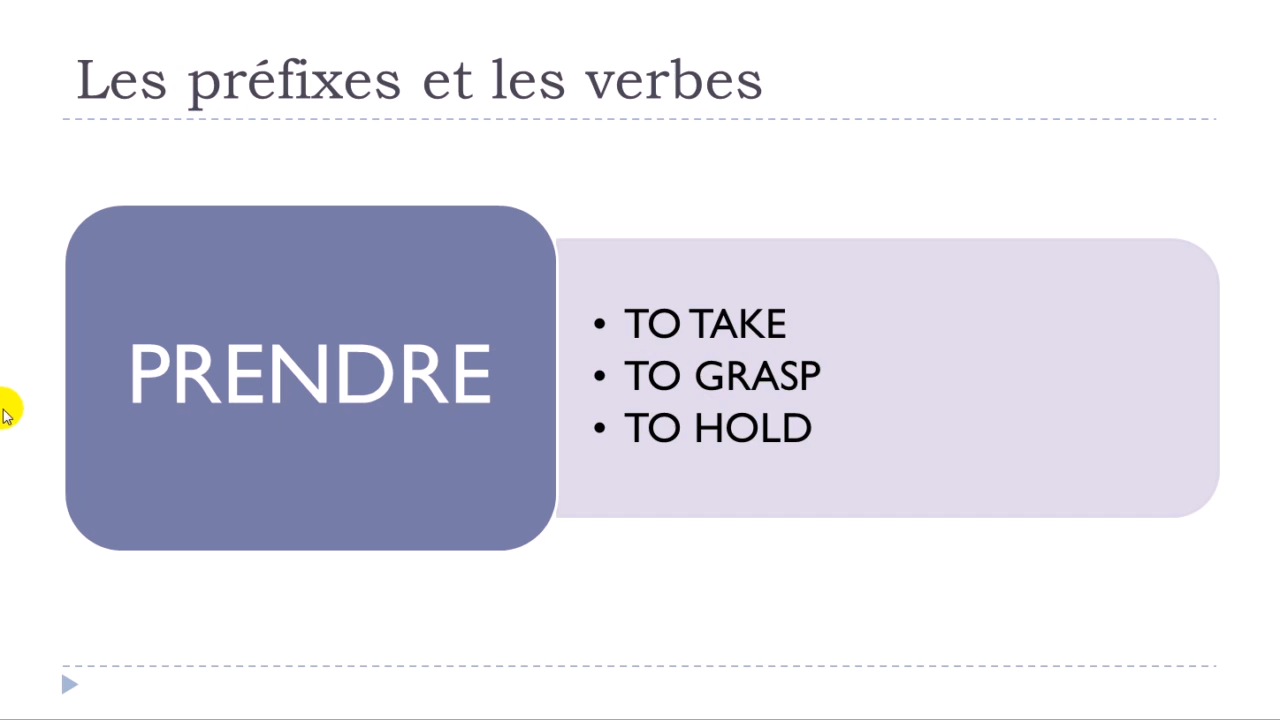 Les préfixes et les verbes
PRENDRE
• TO TAKE
• TO GRASP
• TO HOLD